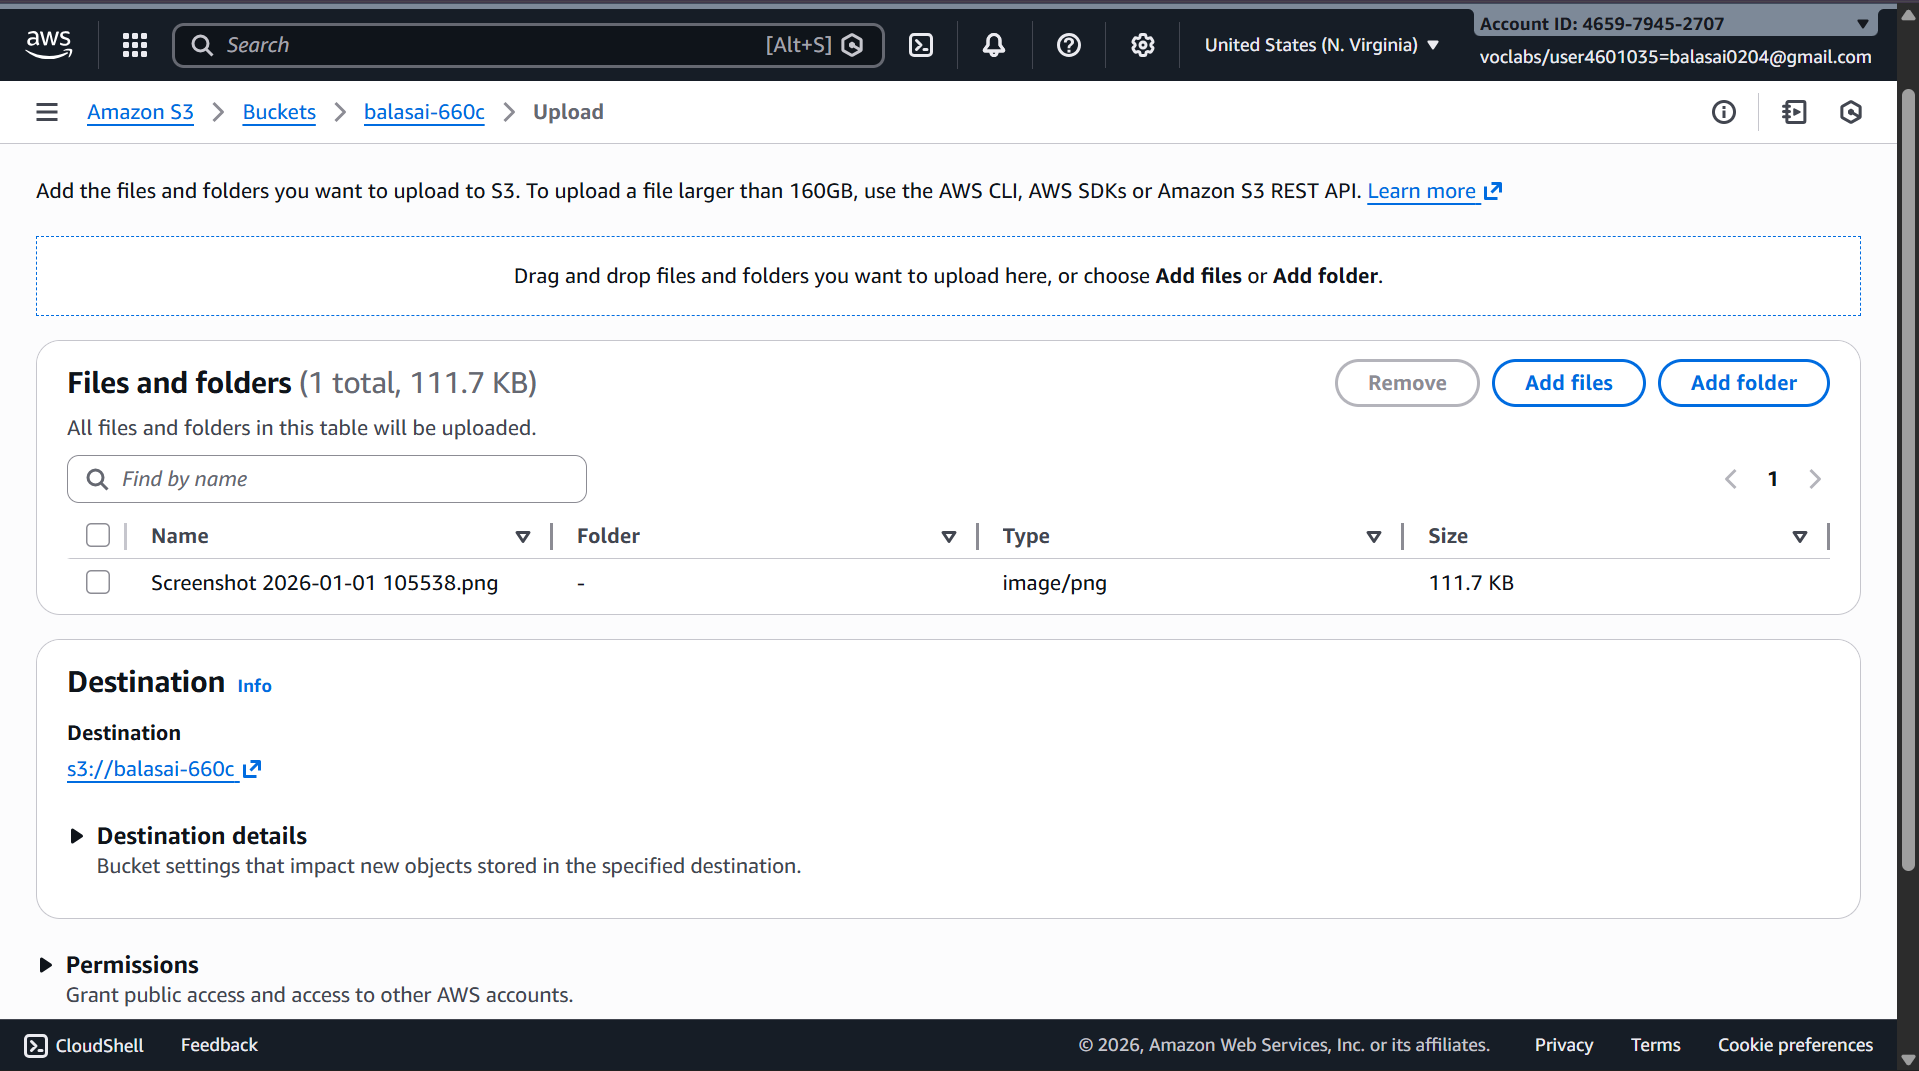 aws
Search [Alt+S]
United States (N. Virginia)
Account ID: 4659-7945-2707
voclabs/user4601035=balasai0204@gmail.com
Amazon S3 Buckets balasai-660c Upload
Add the files and folders you want to upload to S3. To upload a file larger than 160GB, use the AWS CLI, AWS SDKs or Amazon S3 REST API. Learn more
Drag and drop files and folders you want to upload here, or choose Add files or Add folder.
Files and folders (1 total, 111.7 KB)
Remove Add files Add folder
All files and folders in this table will be uploaded.
Find by name
1
Name Folder Type Size
Screenshot 2026-01-01 105538.png - image/png 111.7 KB
Destination Info
Destination
s3://balasai-660c
Destination details
Bucket settings that impact new objects stored in the specified destination.
Permissions
Grant public access and access to other AWS accounts.
CloudShell Feedback © 2026, Amazon Web Services, Inc. or its affiliates. Privacy Terms Cookie preferences